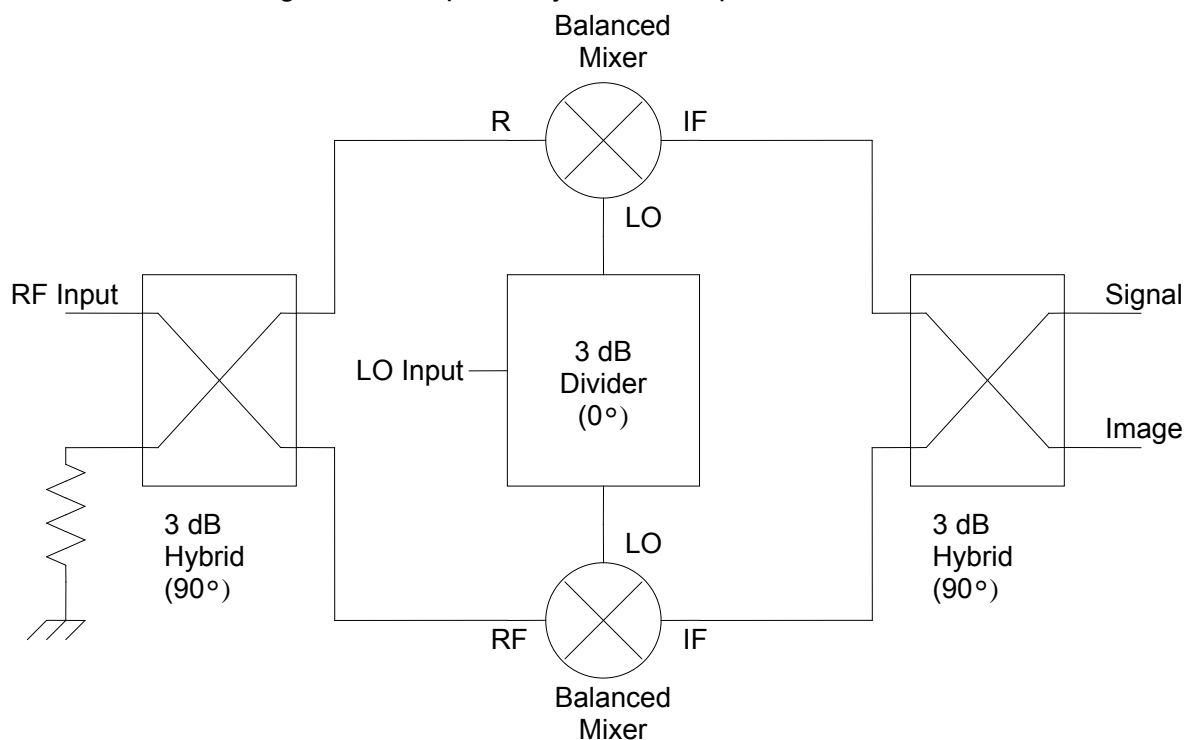 Balanced
Mixer
R
IF
LO
RF Input
Signal
LO Input
3 dB
Divider
(0°)
Image
3 dB
Hybrid
(90°)
3 dB
Hybrid
(90°)
LO
RF
IF
Balanced
Mixer